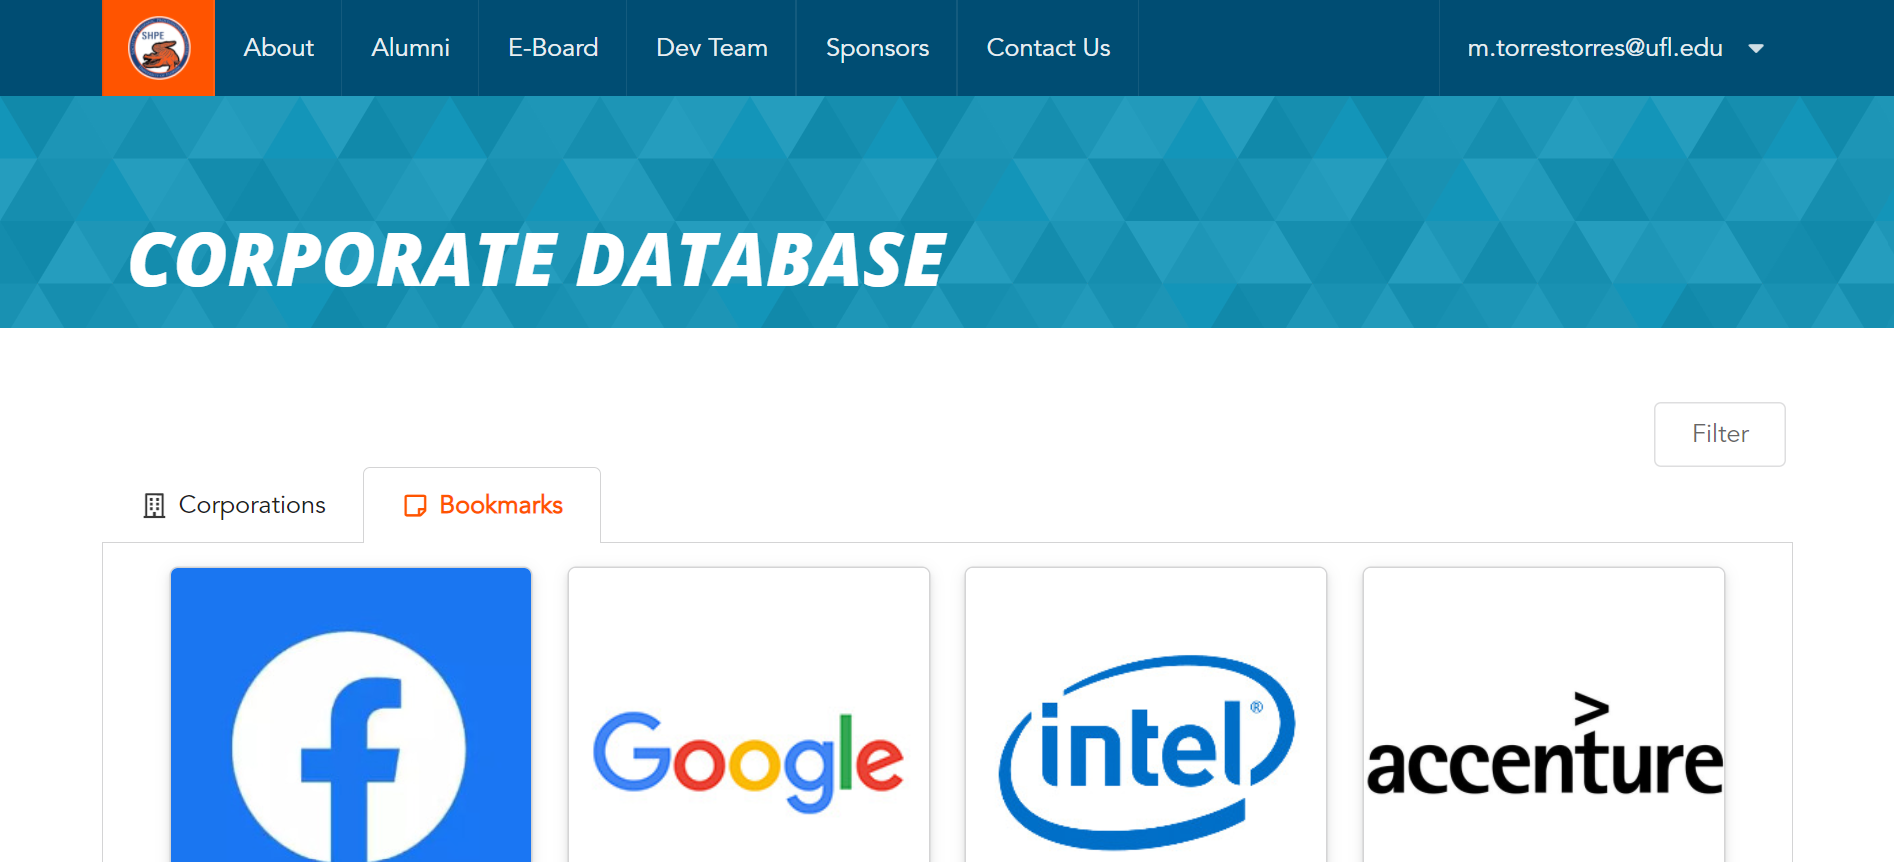 SHPE
About
Alumni
E-Board
Dev Team
Sponsors
Contact Us
m.torrestorres@ufl.edu
CORPORATE DATABASE
Filter
Corporations
Bookmarks
Google
intel®
accenture